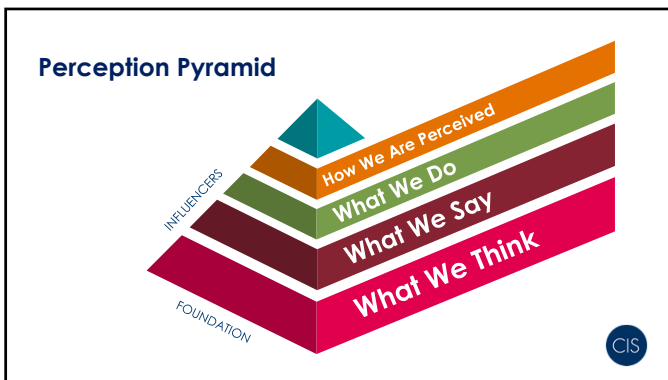 Perception Pyramid
How We Are Perceived
What We Do
What We Say
What We Think
INFLUENCERS
FOUNDATION
CIS